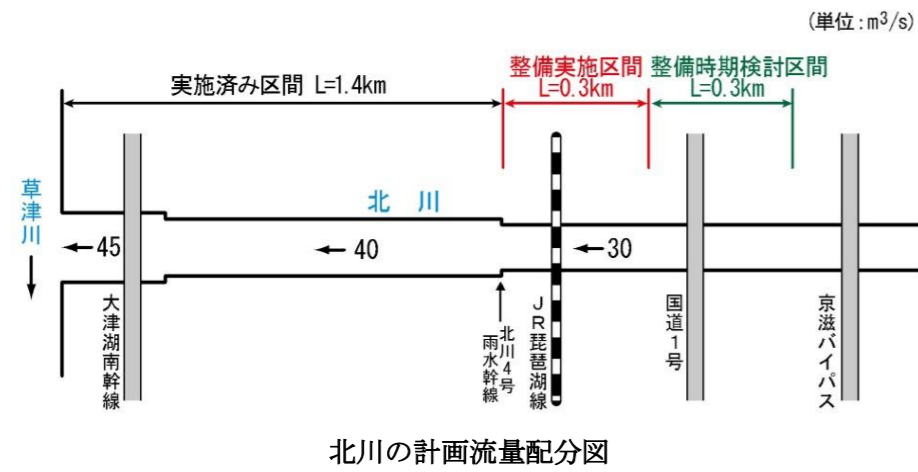 (単位:m³/s)
実施済み区間 L=1.4km
整備実施区間
L=0.3km
整備時期検討区間
L=0.3km
草津川
北 川
45
40
30
大津湖南幹線
北川4号
雨水幹線
JR琵琶湖線
国道1号
京滋バイパス
北川の計画流量配分図